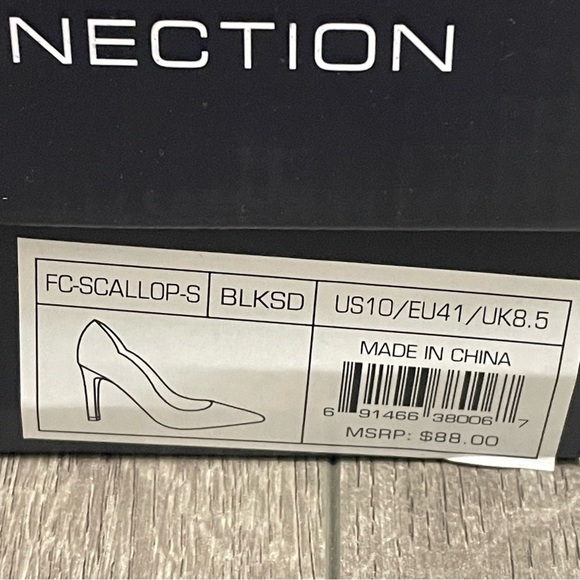 NECTION
FC-SCALLOP-S BLKSD US10/EU41/UK8.5
MADE IN CHINA
6 91466 38006 7
MSRP: $88.00